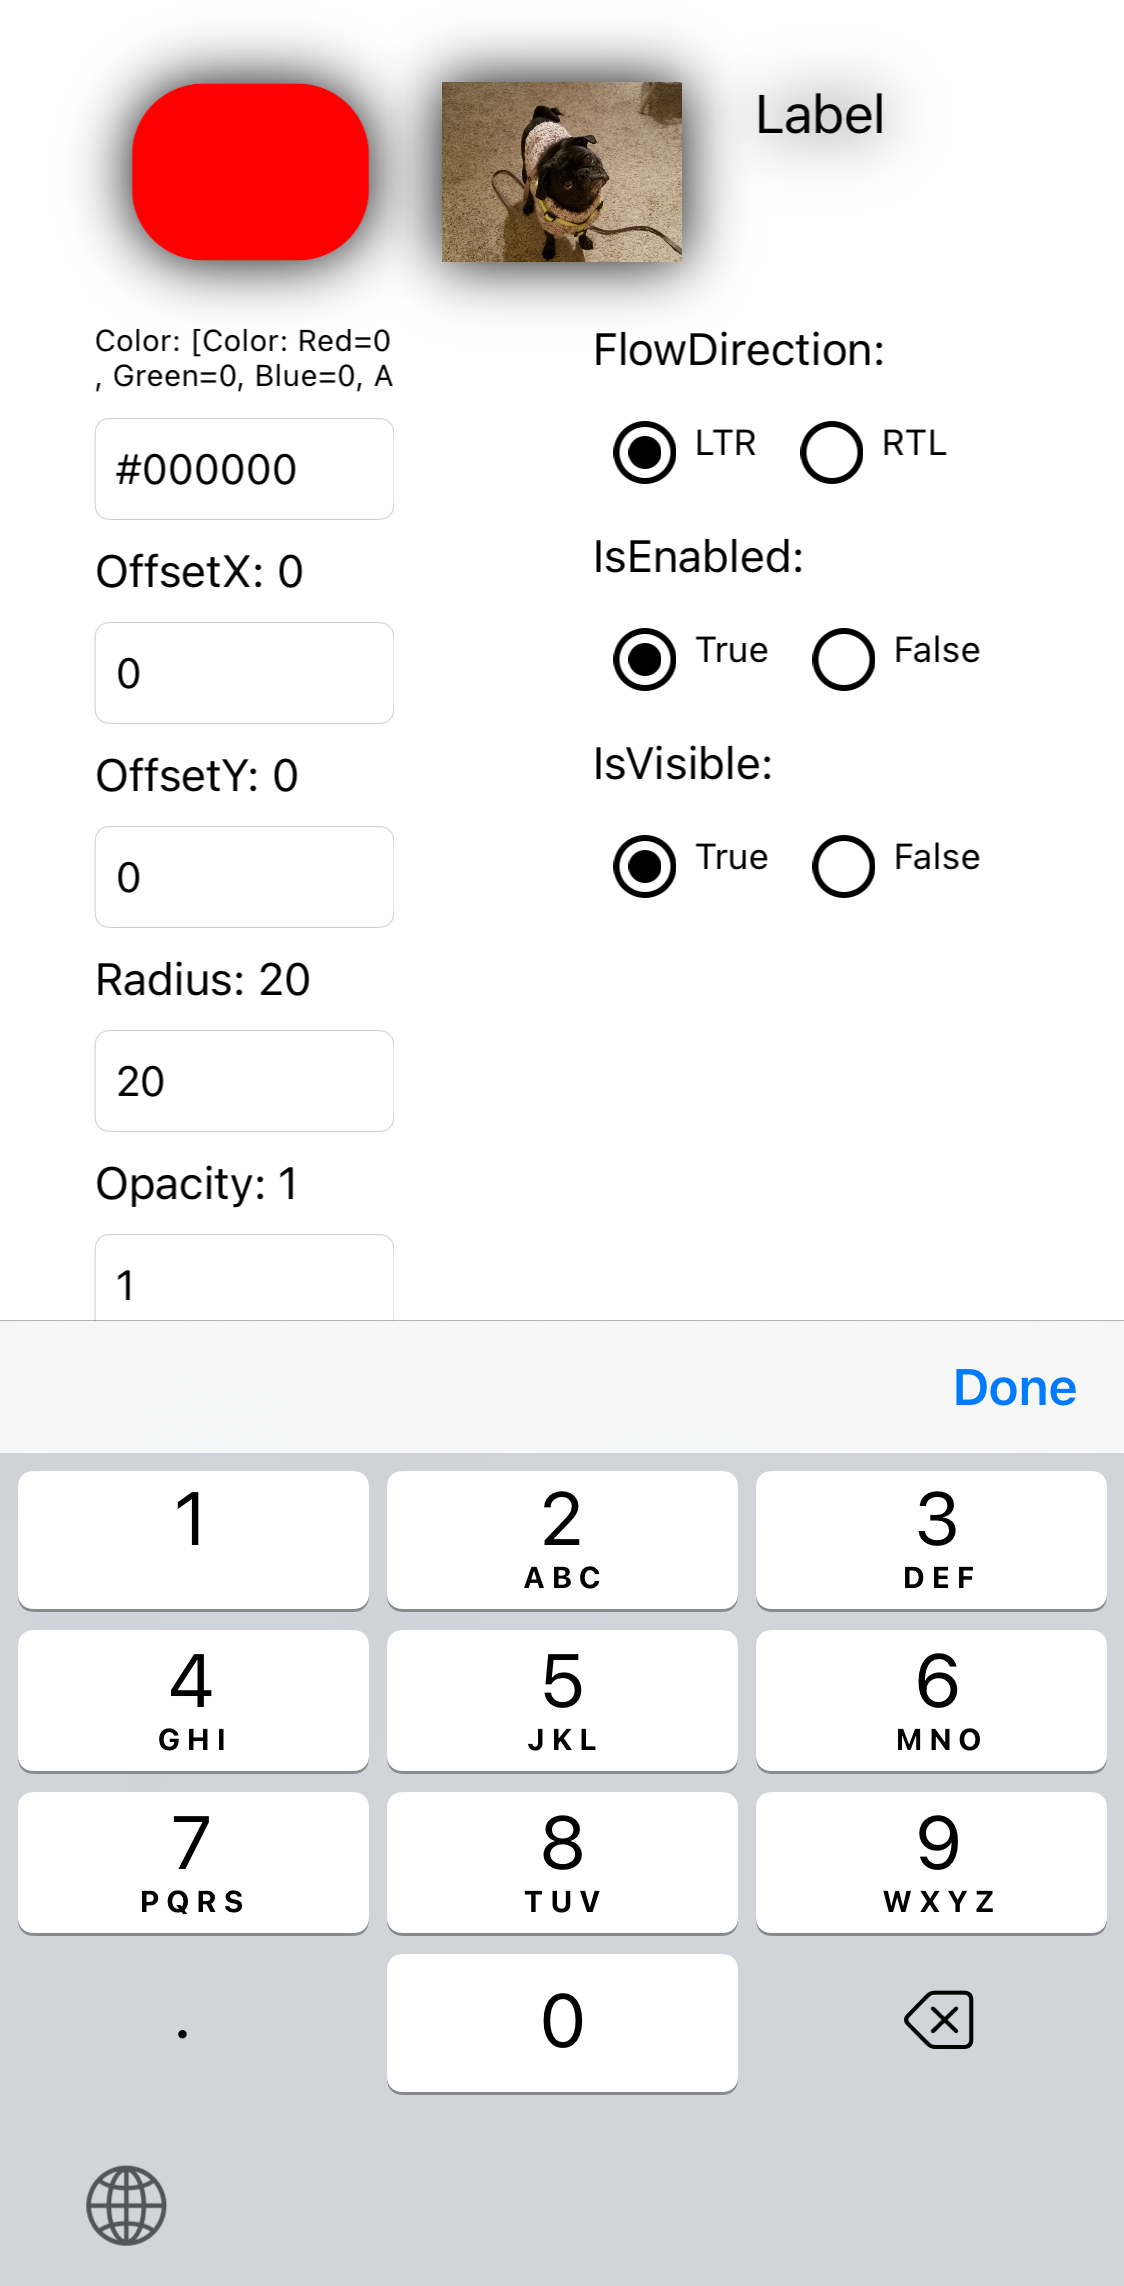 Label
Color: [Color: Red=0
, Green=0, Blue=0, A
#000000
OffsetX: 0
0
OffsetY: 0
0
Radius: 20
20
Opacity: 1
1
FlowDirection:
LTR RTL
IsEnabled:
True False
IsVisible:
True False
Done
1 2 3
ABC DEF
4 5 6
GHI JKL MNO
7 8 9
PQRS TUV WXYZ
. 0